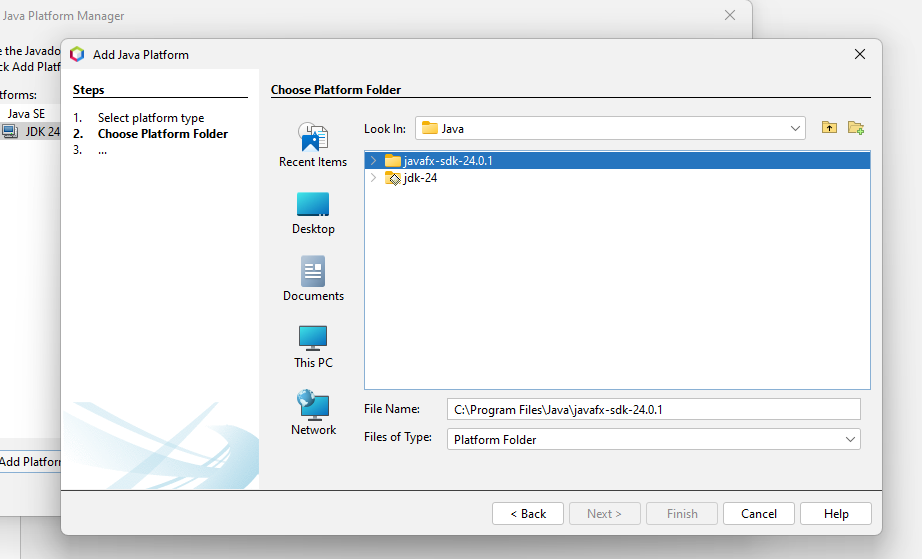 Java Platform Manager
Add Java Platform
e the Javado
ck Add Platf
tforms:
Java SE
JDK 24
Add Platforn
Steps
1. Select platform type
2. Choose Platform Folder
3. ...
Choose Platform Folder
Look In: Java
Recent Items
Desktop
Documents
This PC
Network
javafx-sdk-24.0.1
jdk-24
File Name: C:\Program Files\Java\javafx-sdk-24.0.1
Files of Type: Platform Folder
< Back Next > Finish Cancel Help